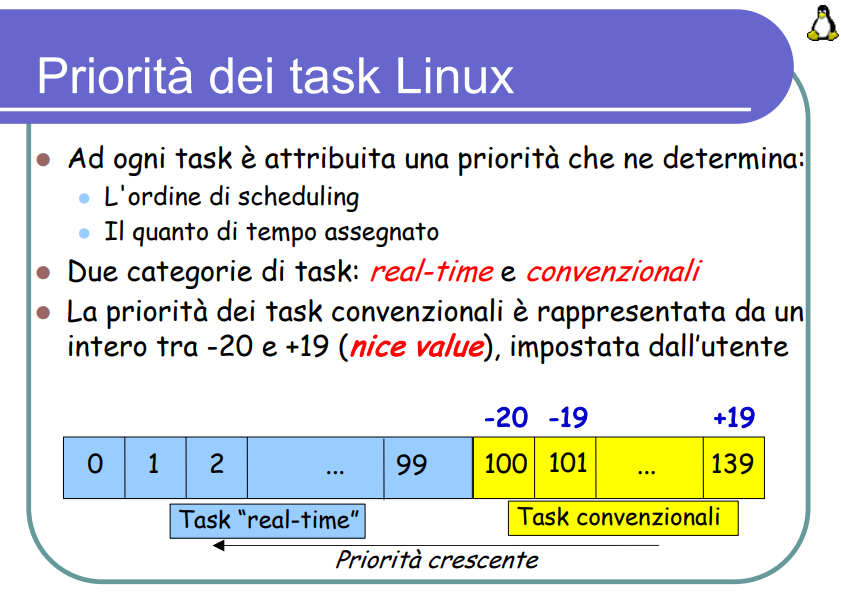 Priorità dei task Linux
Ad ogni task è attribuita una priorità che ne determina:
L'ordine di scheduling
Il quanto di tempo assegnato
Due categorie di task: real-time e convenzionali
La priorità dei task convenzionali è rappresentata da un
intero tra -20 e +19 (nice value), impostata dall’utente
-20 -19 +19
0 1 2 ... 99 100 101 ... 139
Task “real-time” Task convenzionali
Priorità crescente